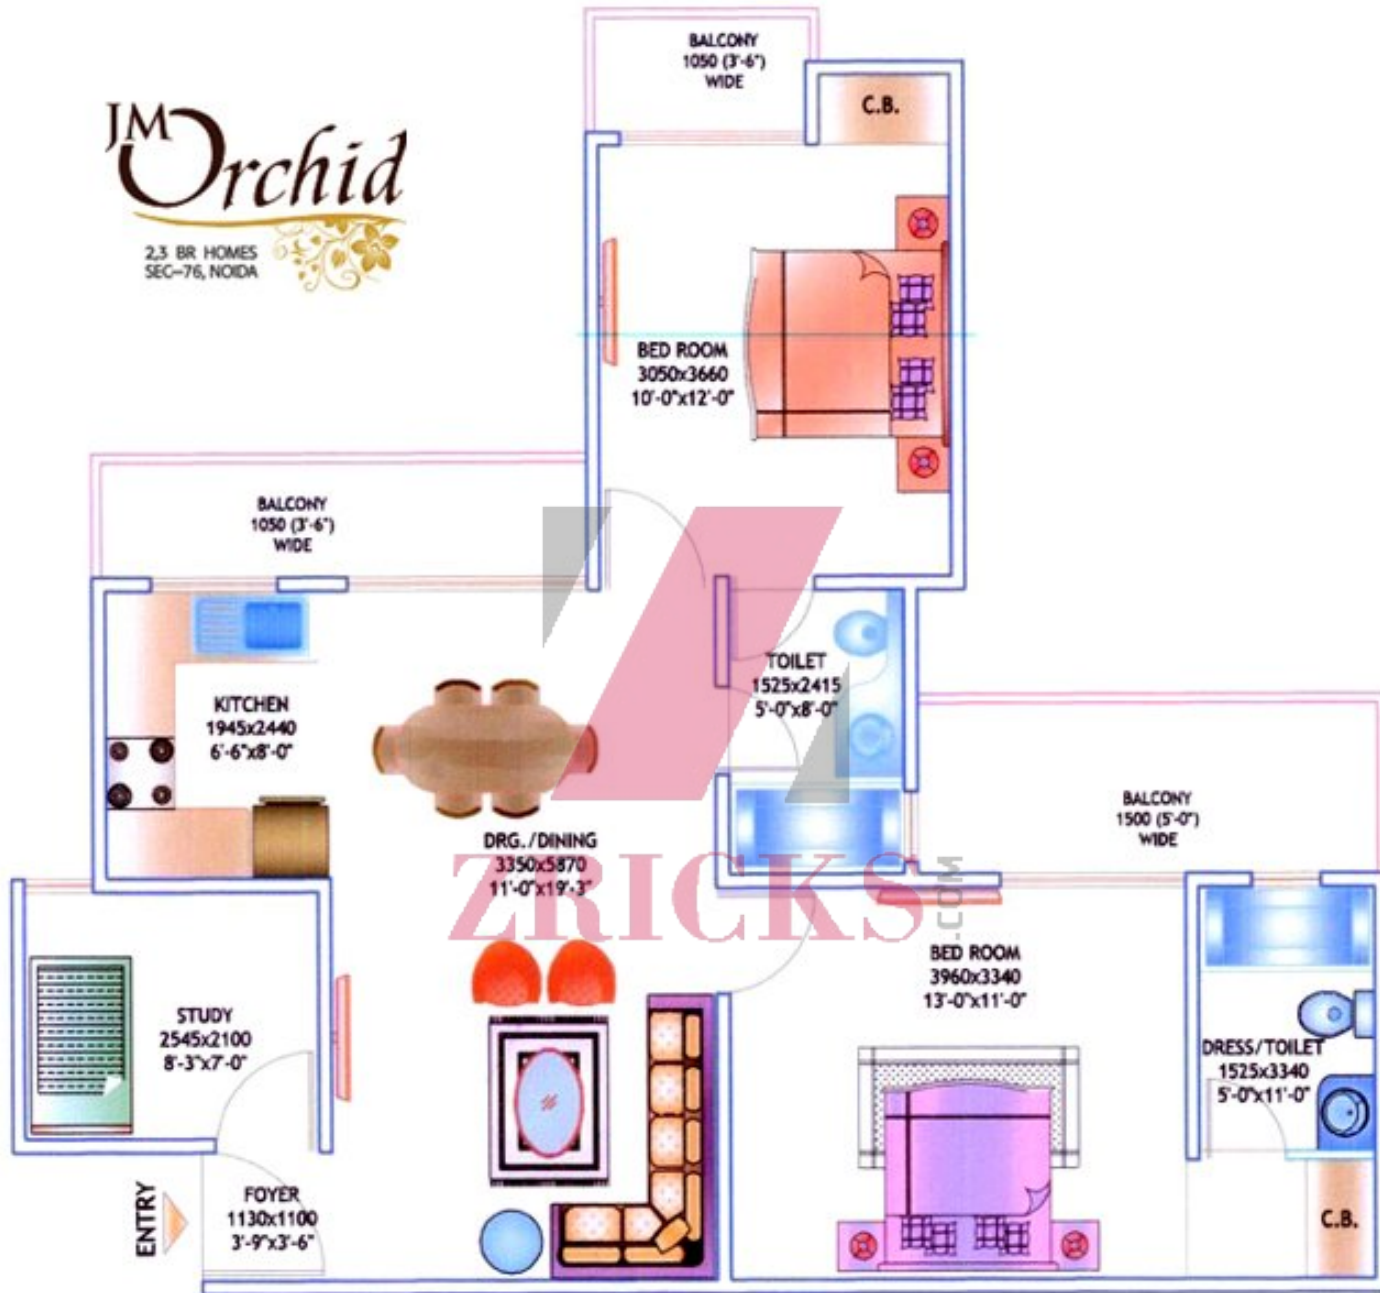 BALCONY
1050 (3'-6")
WIDE
C.B.
JM
Orchid
2,3 BR HOMES
SEC-76, NOIDA
BED ROOM
3050x3660
10'-0"x12'-0"
BALCONY
1050 (3'-6")
WIDE
TOILET
1525x2415
5'-0"x8'-0"
KITCHEN
1945x2440
6'-6"x8'-0"
BALCONY
1500 (5'-0")
WIDE
DRG./DINING
3350x5870
11'-0"x19'-3"
ZRICKS
.COM
BED ROOM
3960x3340
13'-0"x11'-0"
STUDY
2545x2100
8'-3"x7'-0"
DRESS/TOILET
1525x3340
5'-0"x11'-0"
ENTRY
FOYER
1130x1100
3'-9"x3'-6"
C.B.